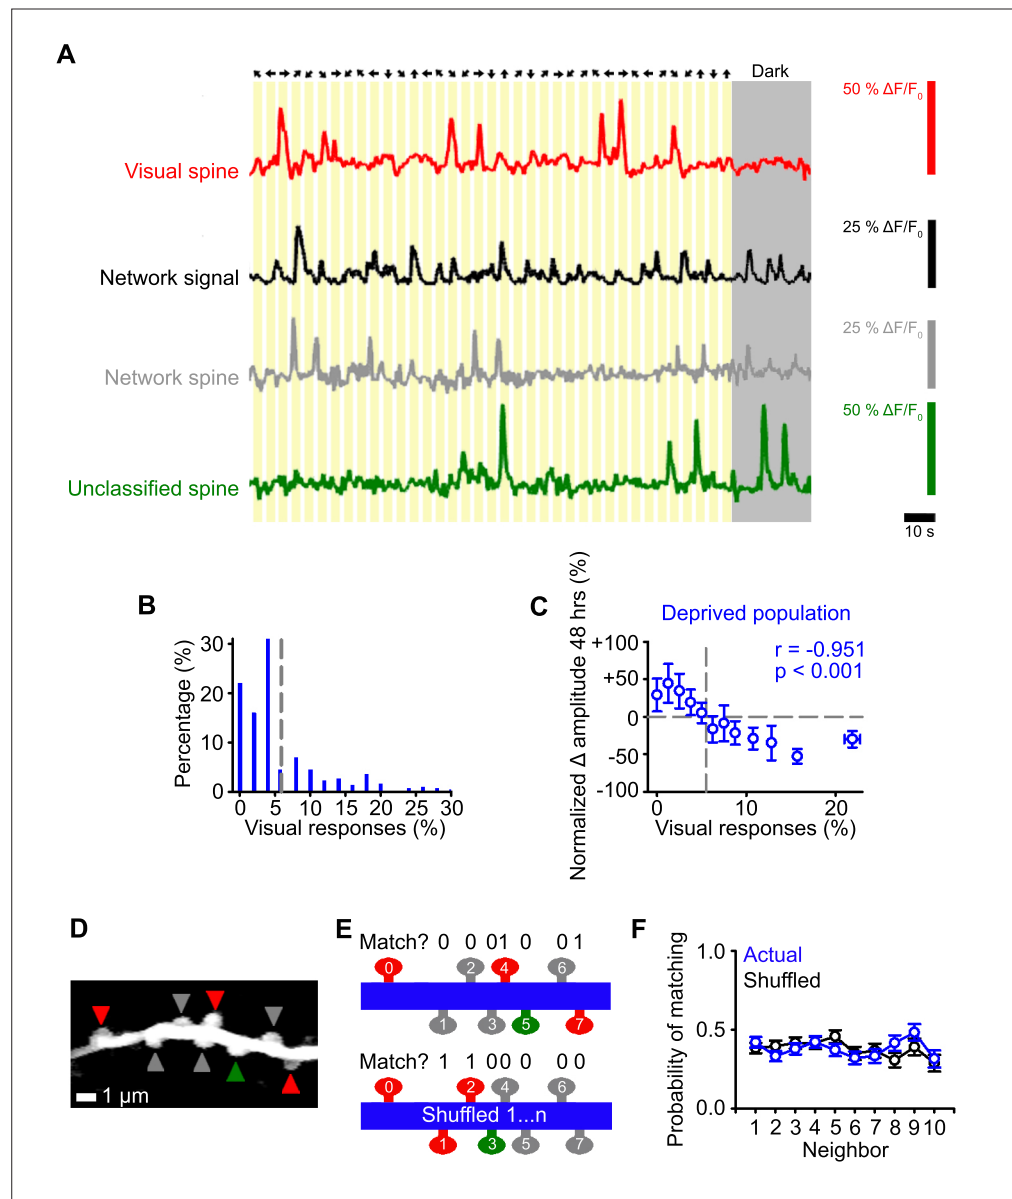 A
Dark
Visual spine
50 % ΔF/F0
Network signal
25 % ΔF/F0
Network spine
25 % ΔF/F0
Unclassified spine
50 % ΔF/F0
10 s
B
Percentage (%)
30
20
10
0
0 5 10 15 20 25 30
Visual responses (%)
C
Deprived population
r = -0.951
p < 0.001
Normalized Δ amplitude 48 hrs (%)
+100
+50
0
-50
-100
0 10 20
Visual responses (%)
D
1 µm
E
Match? 0 0 0 1 0 0 1
0 2 4 6
1 3 5 7
Match? 1 1 0 0 0 0 0
0 2 4 6
Shuffled 1...n
1 3 5 7
F
Probability of matching
1.0
0.5
0.0
Actual
Shuffled
1 2 3 4 5 6 7 8 9 10
Neighbor